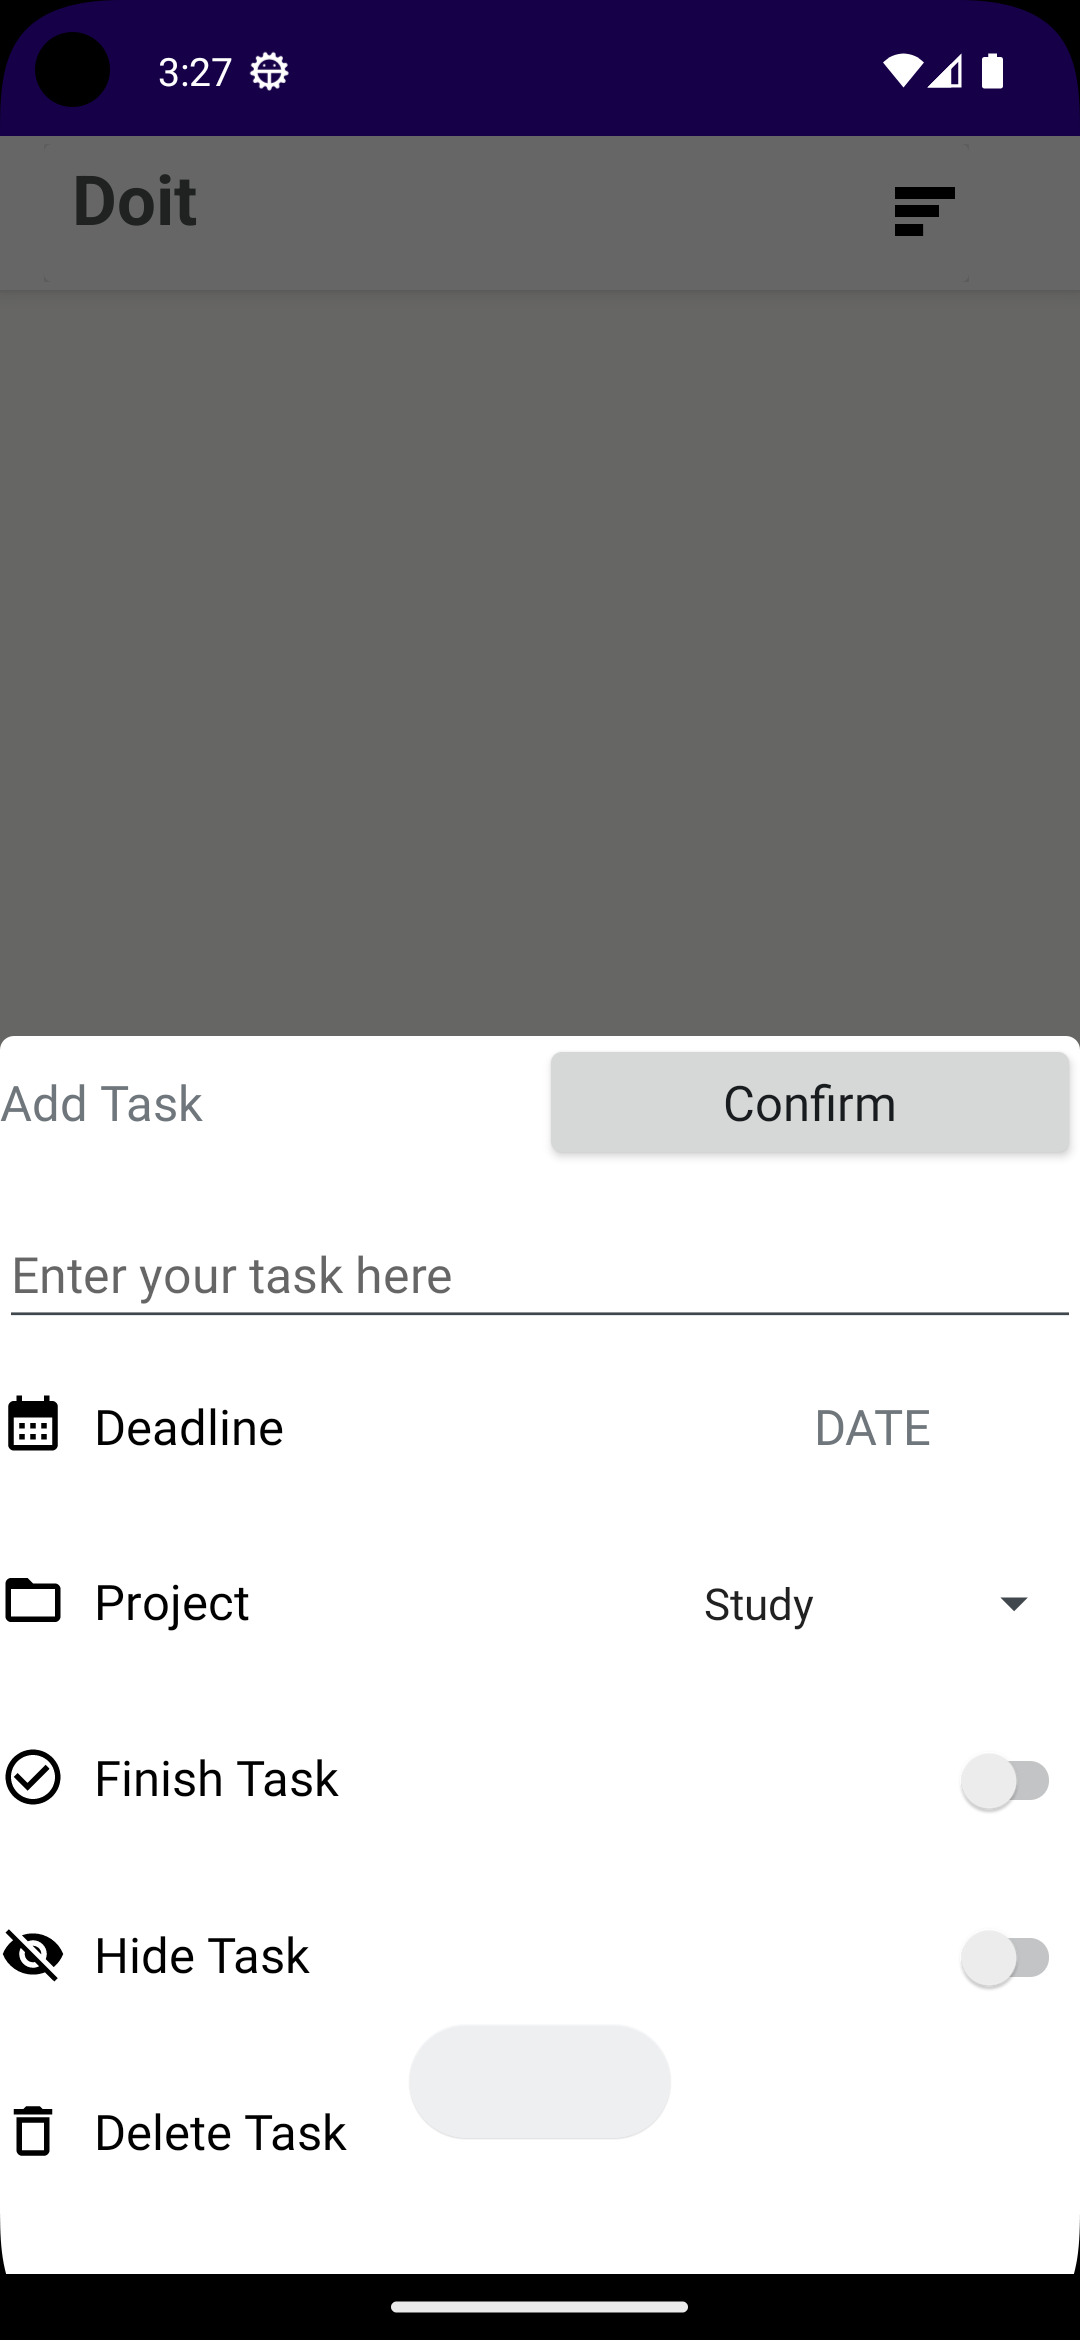 3:27
Doit
Add Task
Confirm
Enter your task here
Deadline
DATE
Project
Study
Finish Task
Hide Task
Delete Task